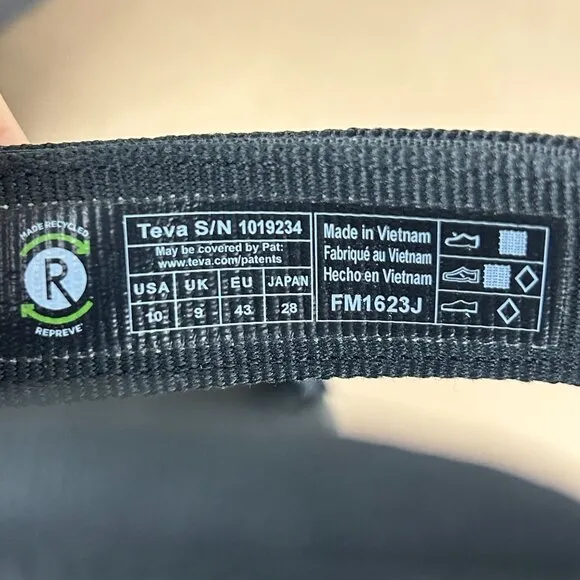 MADE RECYCLED
R
REPREVE
Teva S/N 1019234
May be covered by Pat:
www.teva.com/patents
USA UK EU JAPAN
10 9 43 28
Made in Vietnam
Fabriqué au Vietnam
Hecho en Vietnam
FM1623J